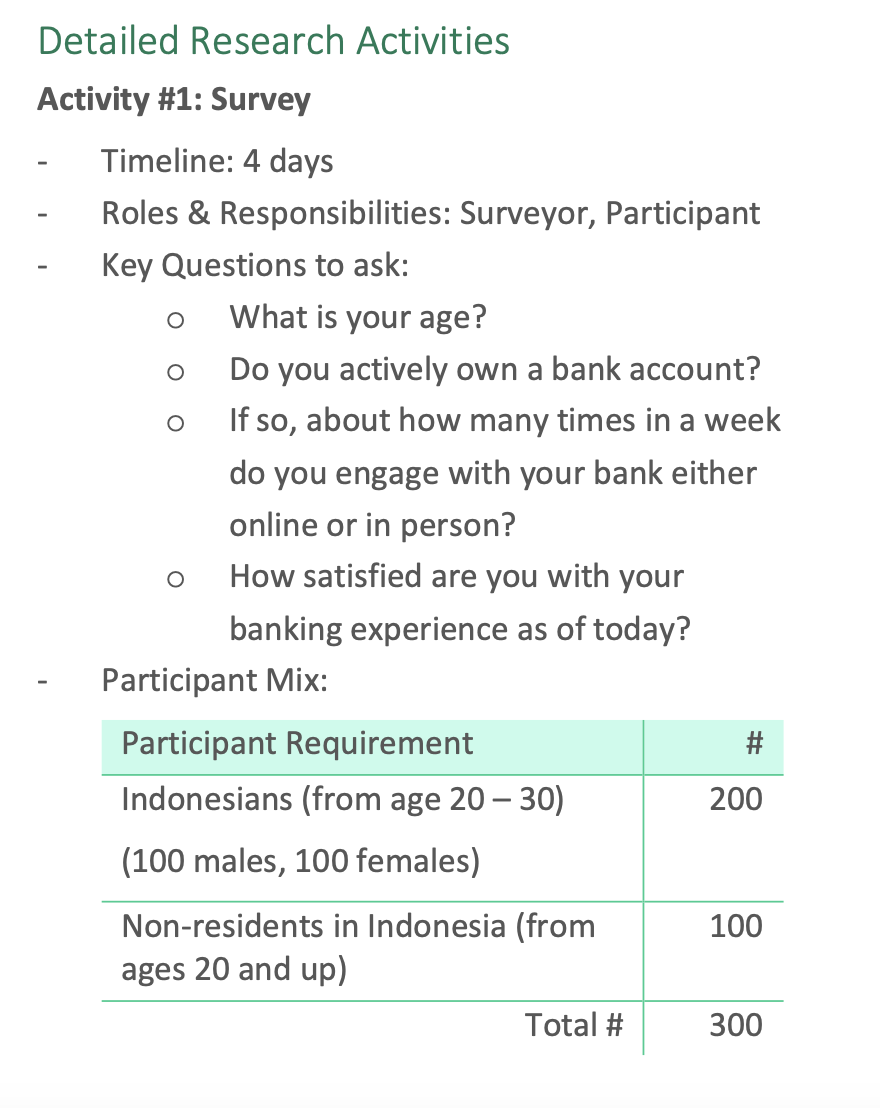 Detailed Research Activities
Activity #1: Survey
- Timeline: 4 days
- Roles & Responsibilities: Surveyor, Participant
- Key Questions to ask:
o What is your age?
o Do you actively own a bank account?
o If so, about how many times in a week
do you engage with your bank either
online or in person?
o How satisfied are you with your
banking experience as of today?
- Participant Mix:
Participant Requirement #
Indonesians (from age 20 – 30) 200
(100 males, 100 females)
Non-residents in Indonesia (from 100
ages 20 and up)
Total # 300